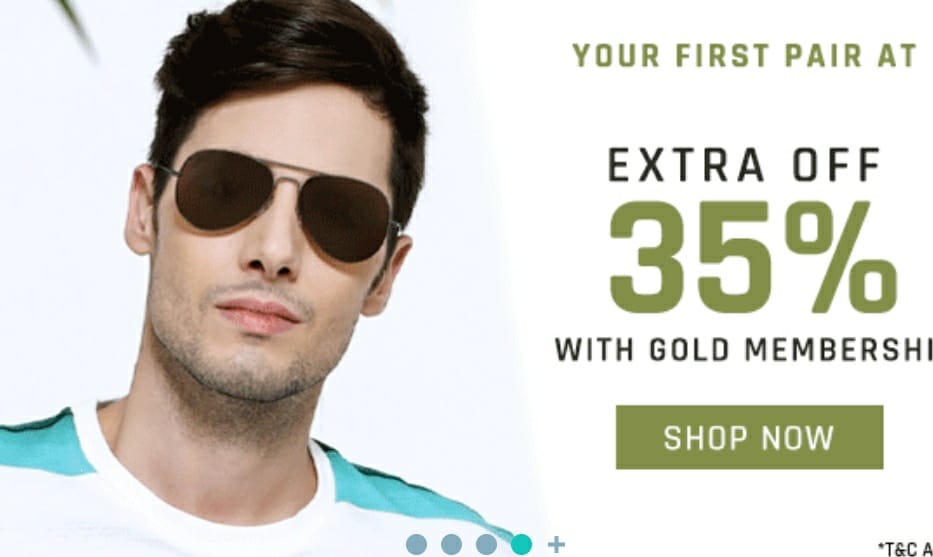 YOUR FIRST PAIR AT
EXTRA OFF
35%
WITH GOLD MEMBERSHI
SHOP NOW
*T&C A